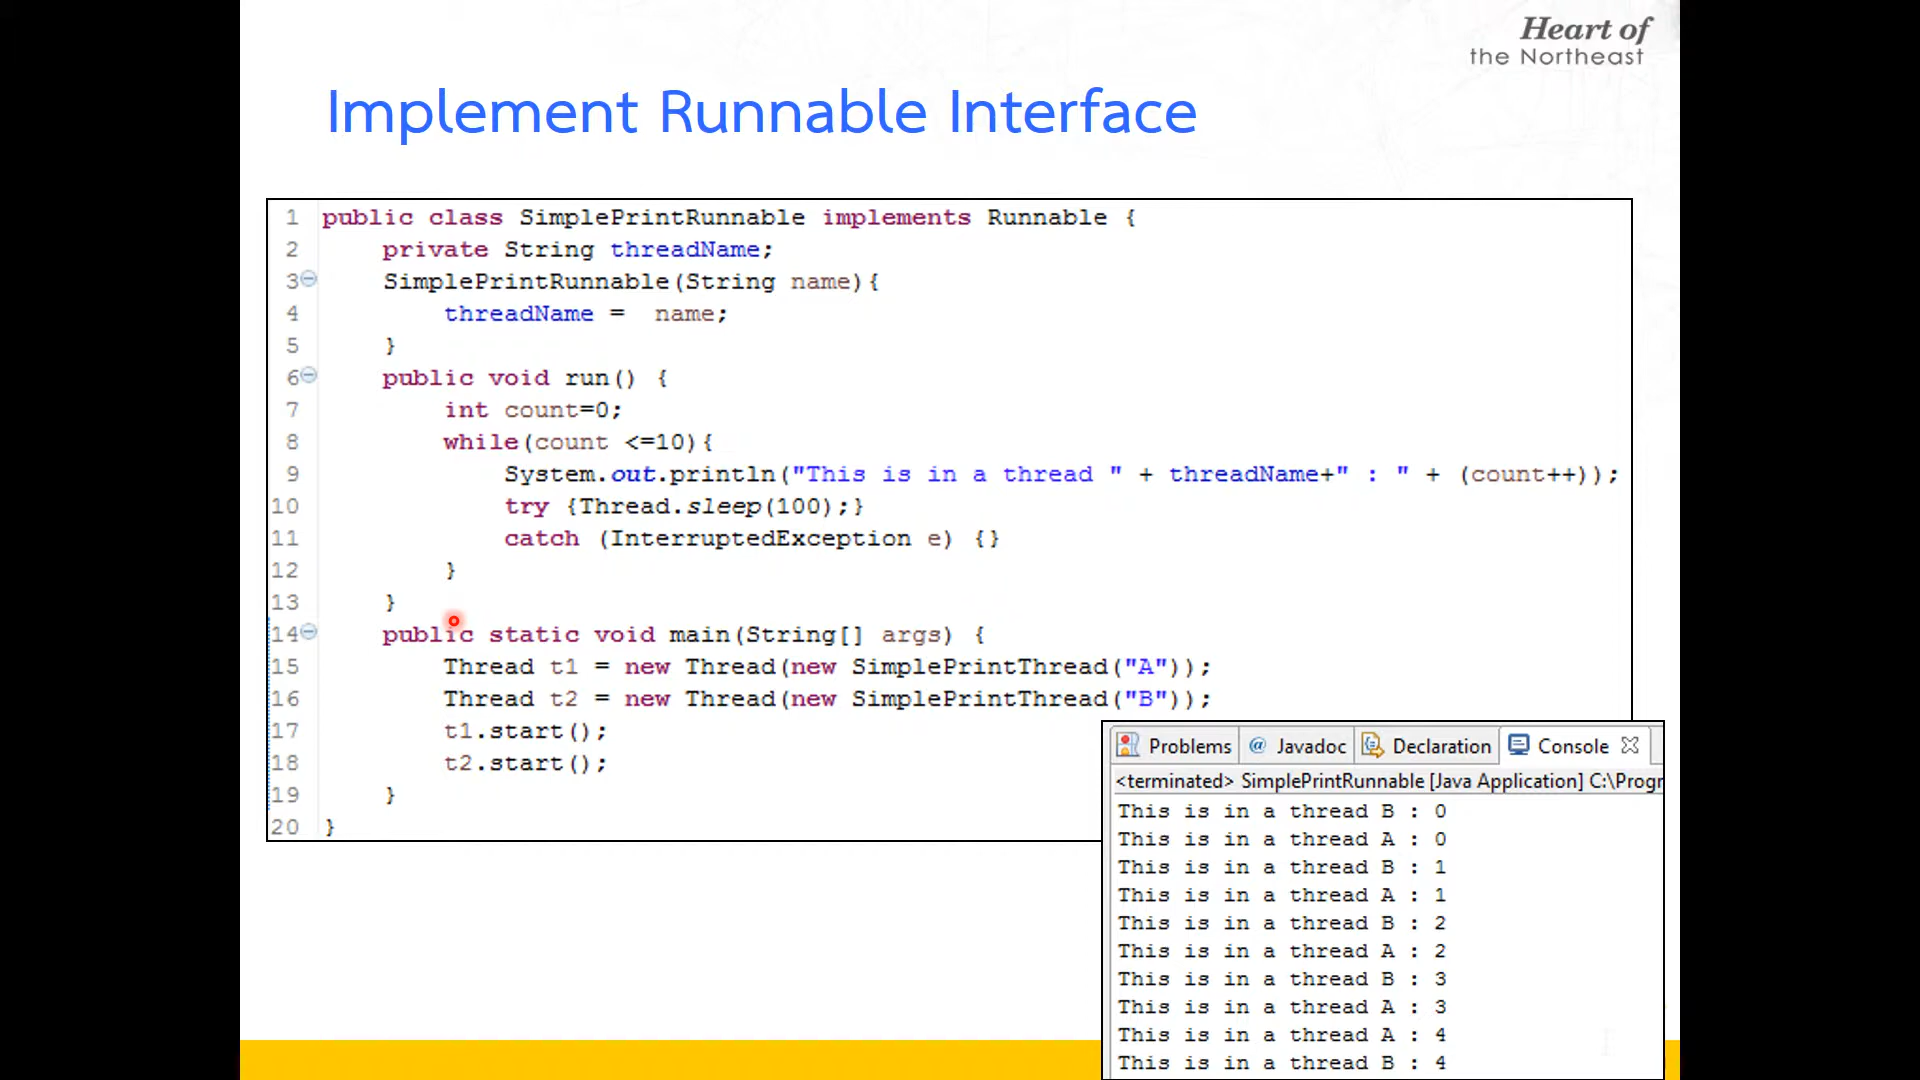 Heart of
the Northeast
Implement Runnable Interface
1 public class SimplePrintRunnable implements Runnable {
2     private String threadName;
3     SimplePrintRunnable(String name){
4         threadName =  name;
5     }
6     public void run() {
7         int count=0;
8         while(count <=10){
9             System.out.println("This is in a thread " + threadName+" : " + (count++));
10             try {Thread.sleep(100);}
11             catch (InterruptedException e) {}
12         }
13     }
14     public static void main(String[] args) {
15         Thread t1 = new Thread(new SimplePrintThread("A"));
16         Thread t2 = new Thread(new SimplePrintThread("B"));
17         t1.start();
18         t2.start();
19     }
20 }
Problems @ Javadoc Declaration Console
<terminated> SimplePrintRunnable [Java Application] C:\Progr
This is in a thread B : 0
This is in a thread A : 0
This is in a thread B : 1
This is in a thread A : 1
This is in a thread B : 2
This is in a thread A : 2
This is in a thread B : 3
This is in a thread A : 3
This is in a thread A : 4
This is in a thread B : 4